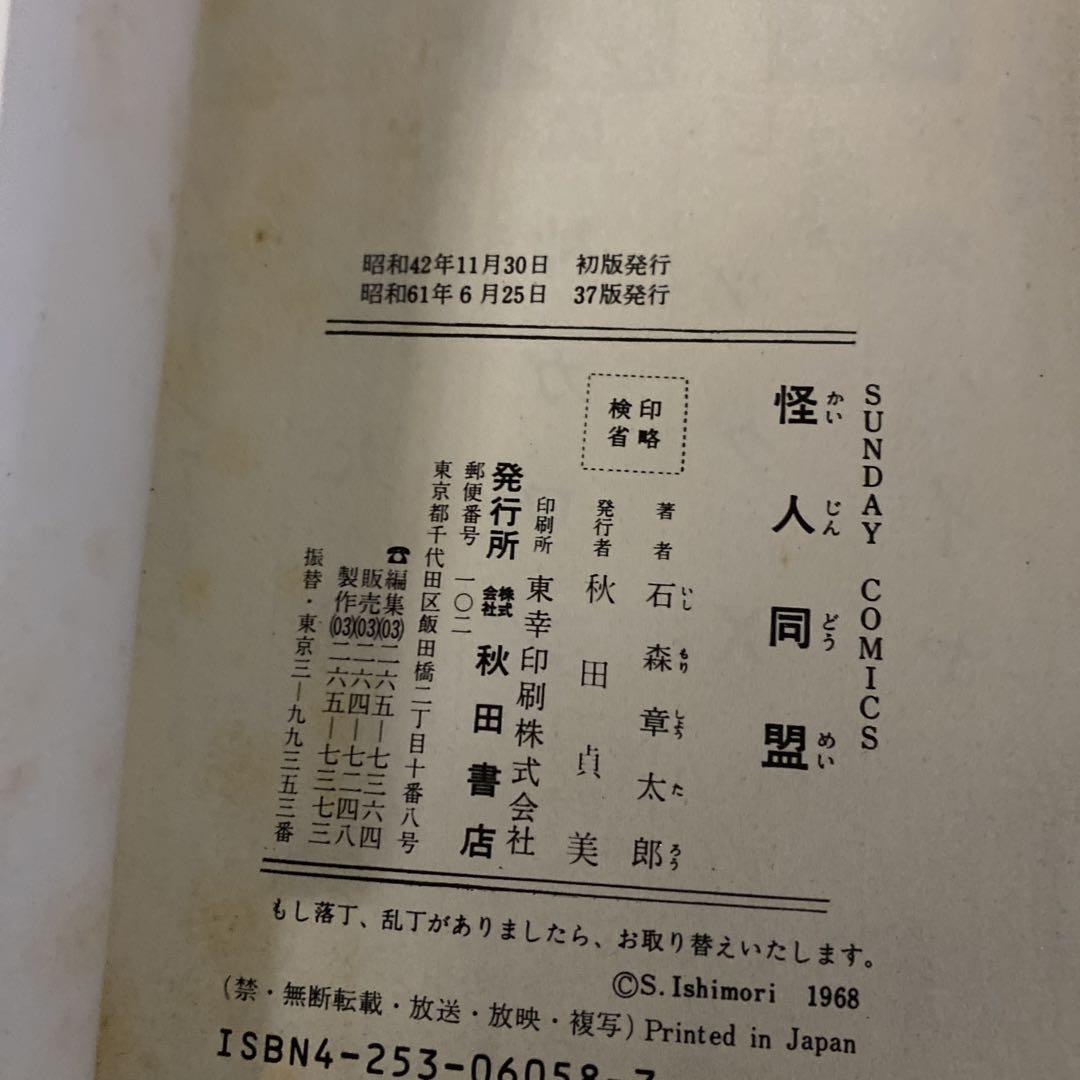 昭和42年11月30日　初版発行
昭和61年6月25日　37版発行
SUNDAY COMICS
怪人同盟
かいじんどうめい
印略
検省
著者　石森章太郎
いしもりしょうたろう
発行者　秋田貞美
印刷所　東幸印刷株式会社
発行所　株式会社　秋田書店
郵便番号　一〇二
東京都千代田区飯田橋二丁目十番八号
☎編集(03)二六五―七三六四
販売(03)二六四―七二四八
製作(03)二六五―七三七三
振替・東京三―九九三五三番
もし落丁、乱丁がありましたら、お取り替えいたします。
©S. Ishimori 1968
(禁・無断転載・放送・放映・複写) Printed in Japan
ISBN4-253-06058-7